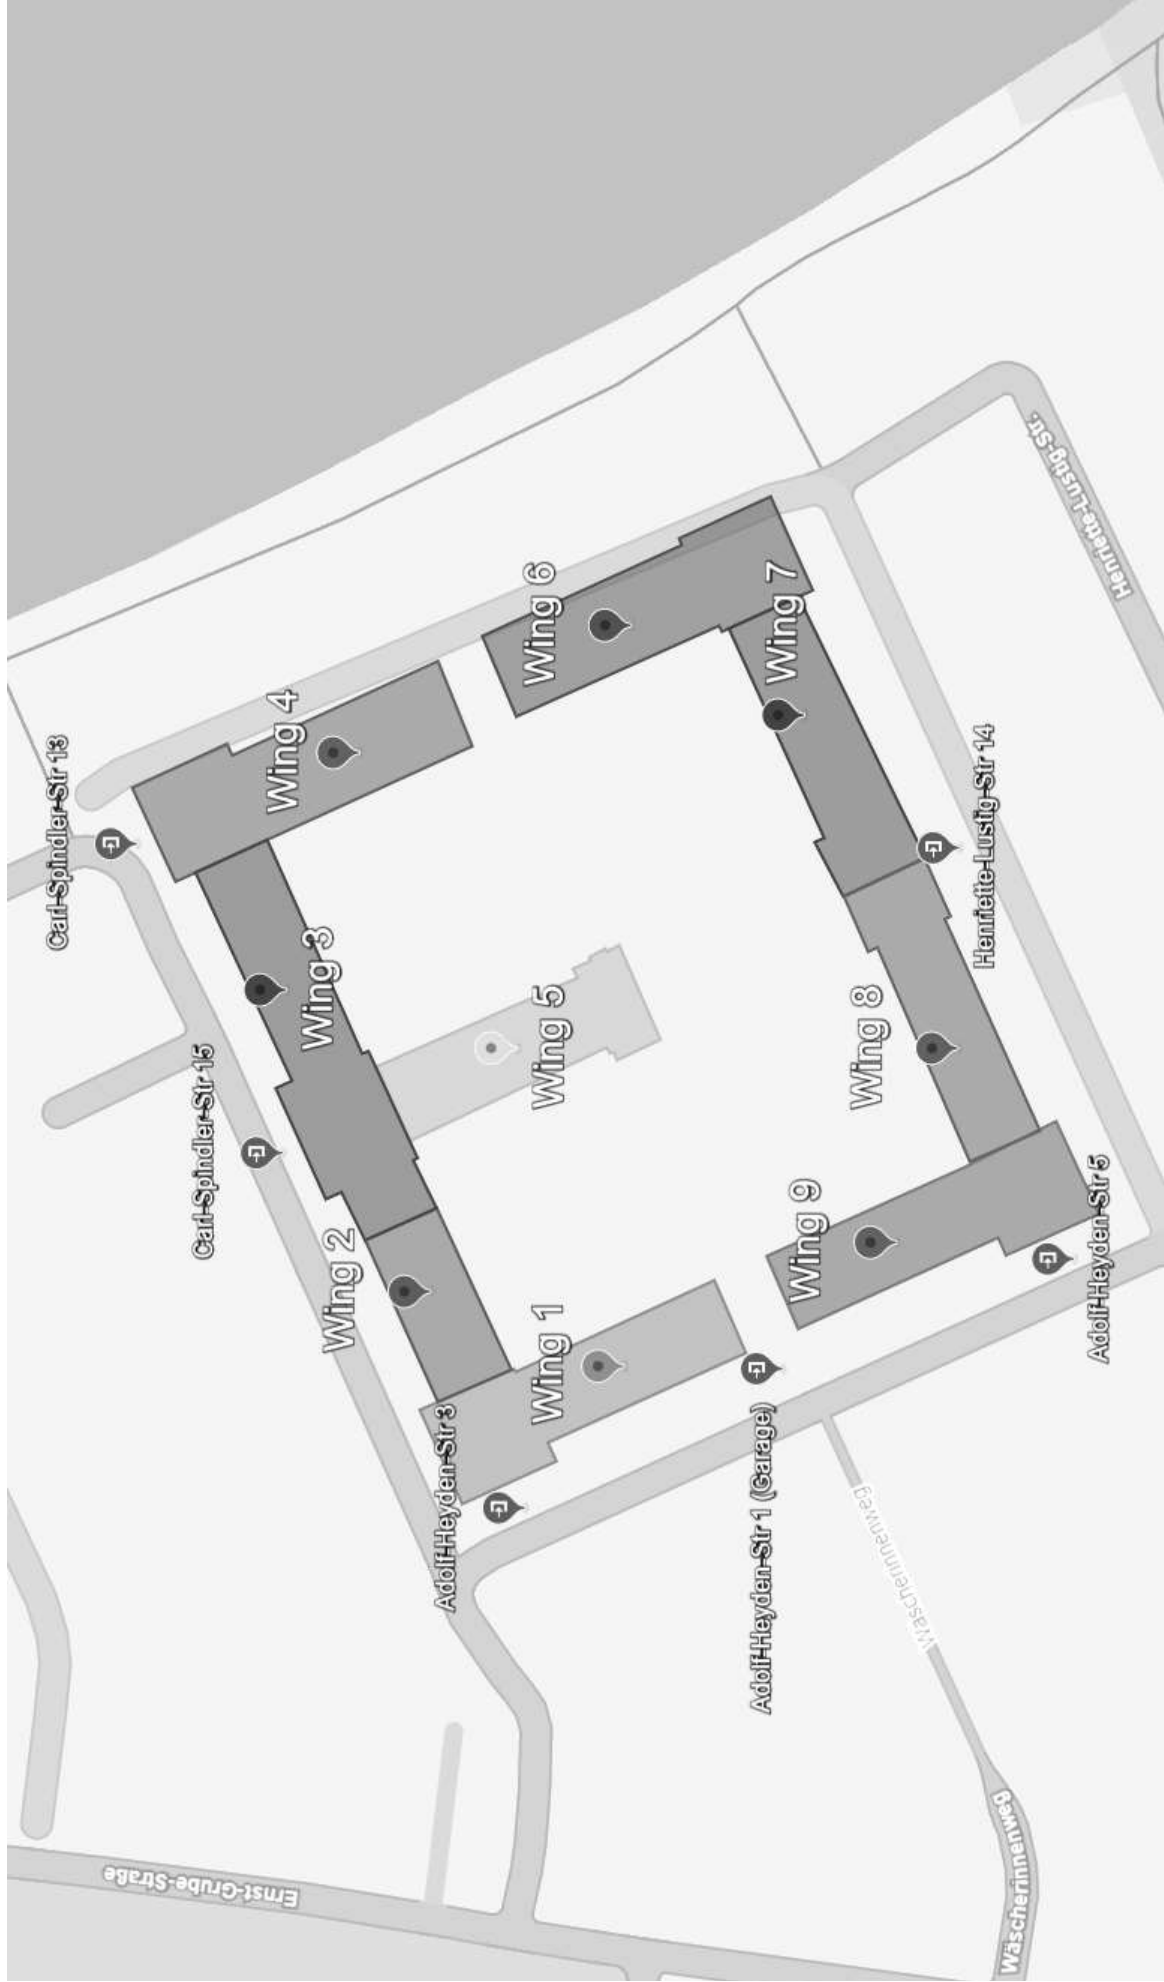 Carl-Spindler-Str 13
Carl-Spindler-Str 15
Ernst-Grube-Straße
Wing 4
Wing 3
Wing 2
Adolf-Heyden-Str 3
Wing 1
Wing 5
Wing 6
Adolf-Heyden-Str 1 (Garage)
Wing 7
Wing 9
Wing 8
Wäscherinnenweg
Henriette-Lustig-Str 14
Wäscherinnenweg
Henriette-Lustig-Str.
Adolf-Heyden-Str 5